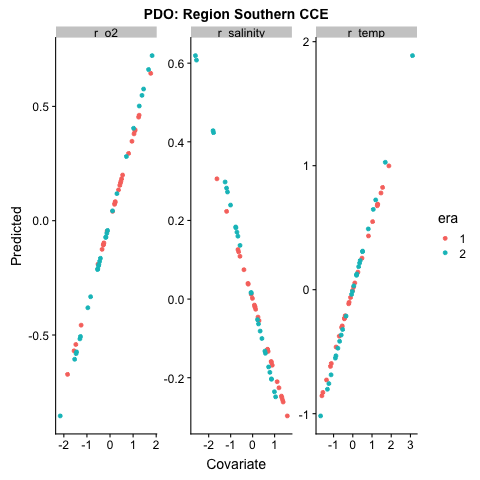 PDO: Region Southern CCE
r_o2 r_salinity r_temp
Predicted
0.5
0.0
-0.5
0.6
0.4
0.2
0.0
-0.2
2
1
0
-1
-2 -1 0 1 2
-2 -1 0 1
-1 0 1 2 3
Covariate
era
1
2